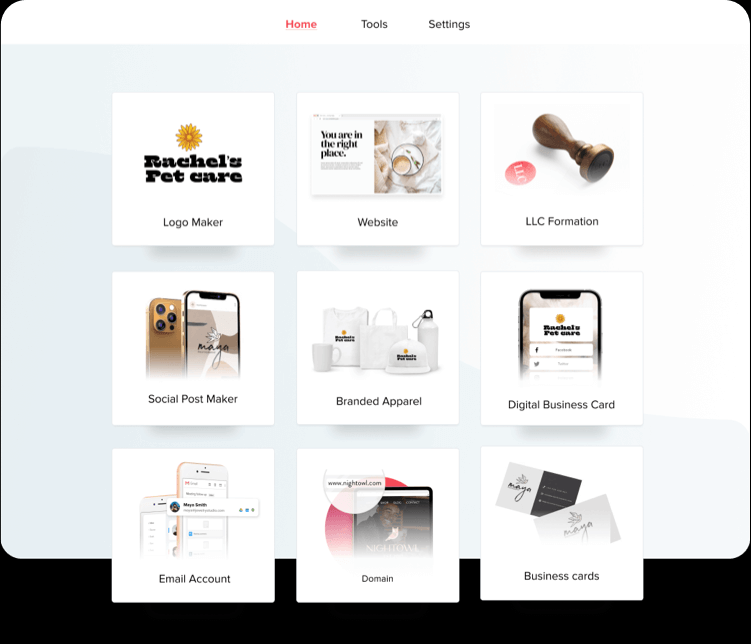 Home Tools Settings
Rachel's
Pet care
Logo Maker
You are in
the right
place.
Website
LLC
LLC Formation
maya
Social Post Maker
Rachel's
Pet care
Rachel's
Pet care
Branded Apparel
Rachel's
Pet care
Facebook
Twitter
Digital Business Card
Maya Smith
Email Account
www.nightowl.com
NIGHTOWL
Domain
maya
maya
Business cards